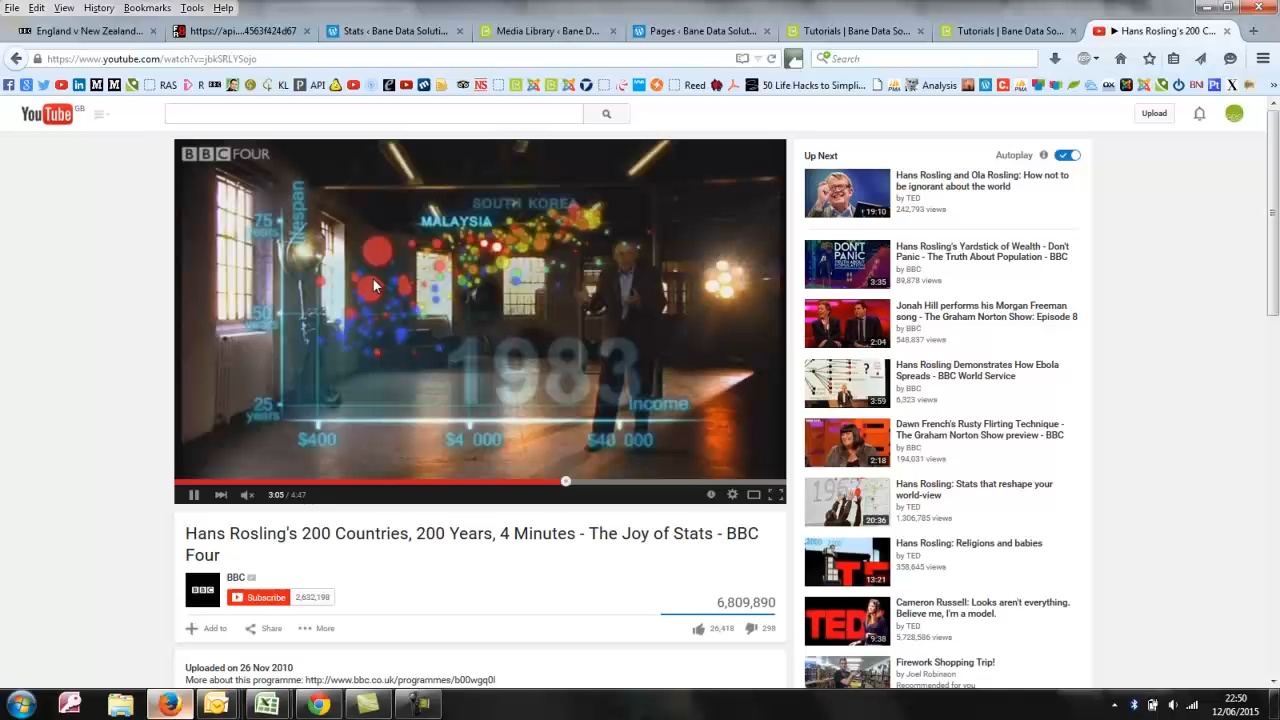 File Edit View History Bookmarks Tools Help
England v Newzealands
https://api....4563f424d67
Stats ‹ Bane Data Soluti...
Media Library ‹ Bane D...
Pages ‹ Bane Data Solut...
Tutorials | Bane Data So...
Tutorials | Bane Data So...
▶ Hans Rosling's 200 C...
https://www.youtube.com/watch?v=jbkSRLYSojo
Search
RAS
KL
API
Reed
50 Life Hacks to Simpli...
Analysis
BNI
YouTube GB
Upload
BBC FOUR
SOUTH KOREA
MALAYSIA
75
years
25
years
Income
$4 000
$40 000
3:05 / 4:47
Hans Rosling's 200 Countries, 200 Years, 4 Minutes - The Joy of Stats - BBC
Four
BBC
BBC
Subscribe 2,632,198
6,809,890
Add to Share More
26,418 298
Uploaded on 26 Nov 2010
More about this programme: http://www.bbc.co.uk/programmes/b00wgq0l
Up Next
Autoplay
Hans Rosling and Ola Rosling: How not to
be ignorant about the world
by TED
242,793 views
19:10
Hans Rosling's Yardstick of Wealth - Don't
Panic - The Truth About Population - BBC
by BBC
89,878 views
DON'T
PANIC
3:35
Jonah Hill performs his Morgan Freeman
song - The Graham Norton Show: Episode 8
by BBC
548,837 views
2:04
Hans Rosling Demonstrates How Ebola
Spreads - BBC World Service
by BBC
6,323 views
3:59
Dawn French's Rusty Flirting Technique -
The Graham Norton Show preview - BBC
by BBC
194,031 views
2:18
Hans Rosling: Stats that reshape your
world-view
by TED
1,306,785 views
20:36
Hans Rosling: Religions and babies
by TED
358,645 views
13:21
Cameron Russell: Looks aren't everything.
Believe me, I'm a model.
by TED
5,728,586 views
TED
9:38
Firework Shopping Trip!
by Joel Robinson
Recommended for you
22:50
12/06/2015